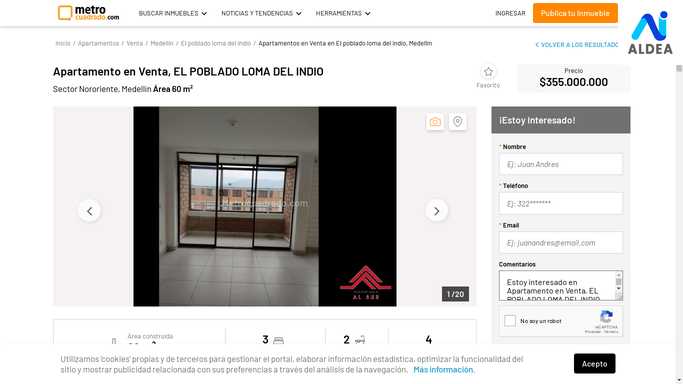 metro
cuadrado.com
BUSCAR INMUEBLES
NOTICIAS Y TENDENCIAS
HERRAMIENTAS
INGRESAR
Publica tu Inmueble
ALDEA
Inicio / Apartamentos / Venta / Medellín / El poblado loma del indio / Apartamentos en Venta en El poblado loma del indio, Medellín
< VOLVER A LOS RESULTADO
Apartamento en Venta, EL POBLADO LOMA DEL INDIO
Sector Nororiente, Medellín Área 60 m²
Favorito
Precio
$355.000.000
Metrocuadrado.com
AL SUR
1 / 20
¡Estoy Interesado!
* Nombre
Ej: Juan Andres
* Teléfono
Ej: 322*******
* Email
Ej: juanandres@email.com
Comentarios
Estoy interesado en
Apartamento en Venta, EL
POBLADO LOMA DEL INDIO
No soy un robot
reCAPTCHA
Privacidad - Términos
Área construida
3
2
4
Utilizamos 'cookies' propias y de terceros para gestionar el portal, elaborar información estadística, optimizar la funcionalidad del
sitio y mostrar publicidad relacionada con sus preferencias a través del análisis de la navegación. Más información.
Acepto